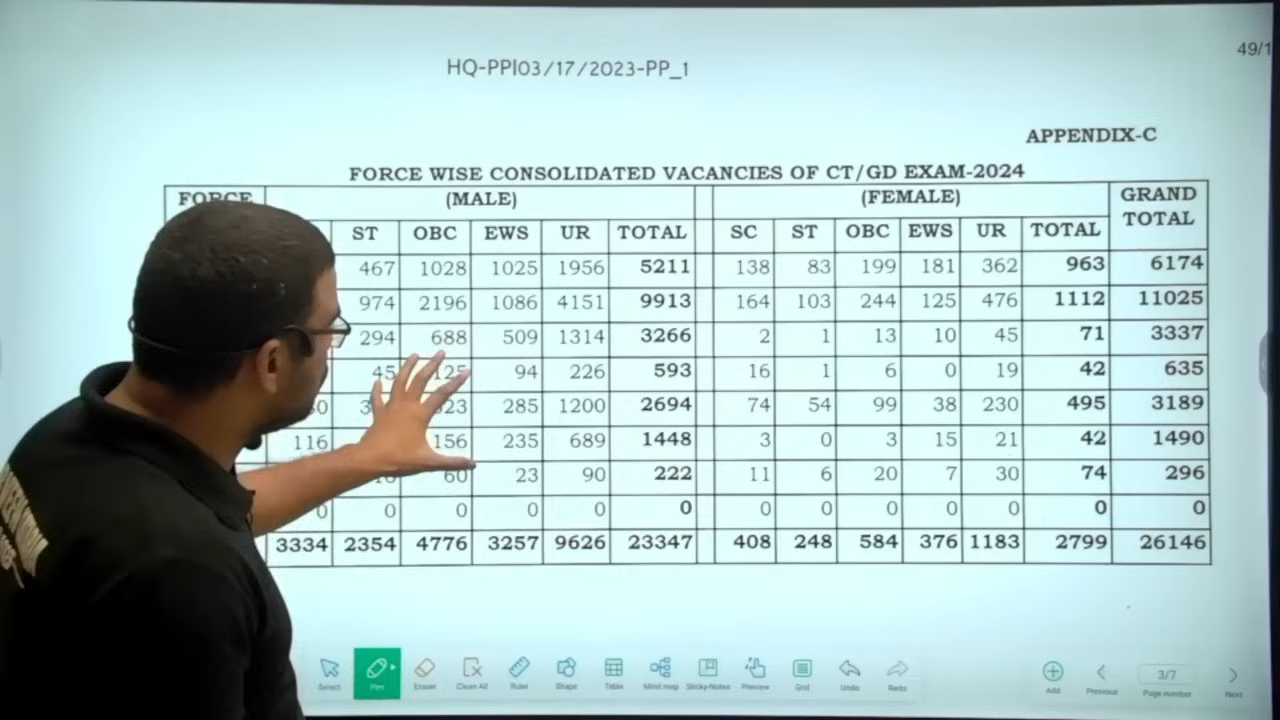 49/1
HQ-PPI03/17/2023-PP_1
APPENDIX-C
FORCE WISE CONSOLIDATED VACANCIES OF CT/GD EXAM-2024
FORCE (MALE) (FEMALE) GRAND TOTAL
ST OBC EWS UR TOTAL SC ST OBC EWS UR TOTAL
467 1028 1025 1956 5211 138 83 199 181 362 963 6174
974 2196 1086 4151 9913 164 103 244 125 476 1112 11025
294 688 509 1314 3266 2 1 13 10 45 71 3337
45 125 94 226 593 16 1 6 0 19 42 635
285 1200 2694 74 54 99 38 230 495 3189
116 156 235 689 1448 3 0 3 15 21 42 1490
60 23 90 222 11 6 20 7 30 74 296
0 0 0 0 0 0 0 0 0 0 0 0 0
3334 2354 4776 3257 9626 23347 408 248 584 376 1183 2799 26146
Select Pen Eraser Clean All Ruler Shape Table Mind map Sticky-Notes Preview Grid Undo Redo Add Previous 3/7 Page number Next